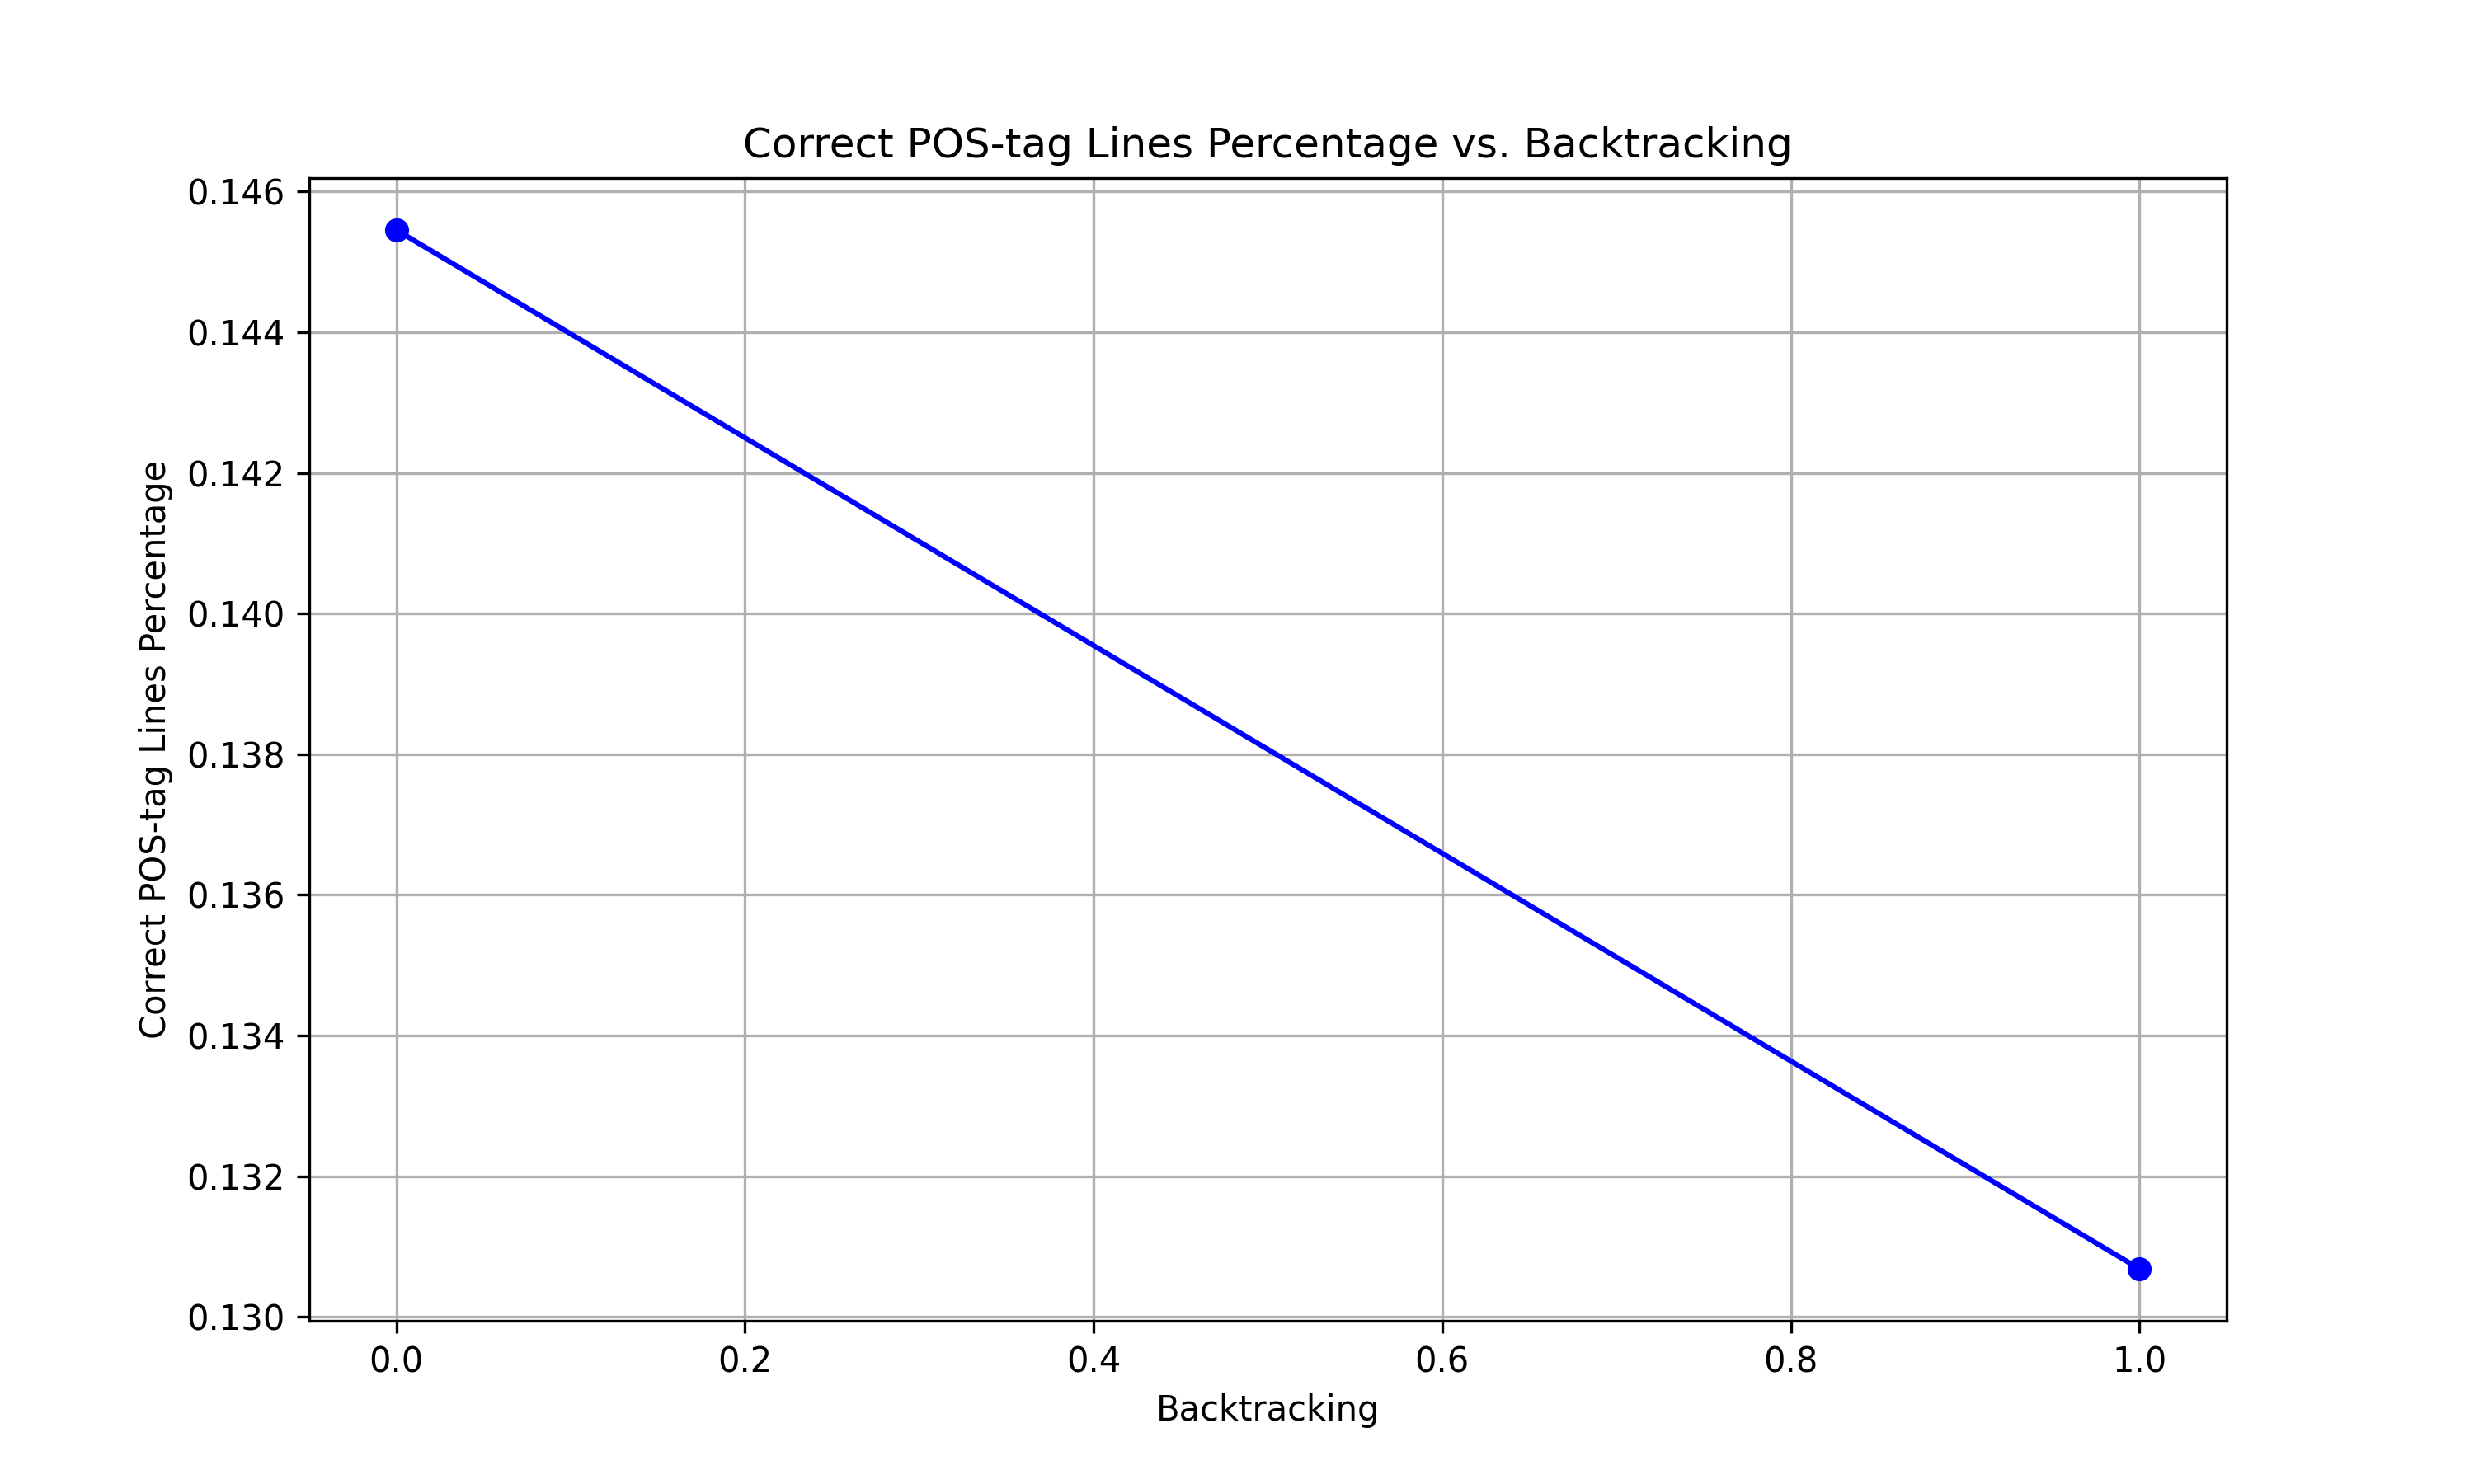 Correct POS-tag Lines Percentage vs. Backtracking
Correct POS-tag Lines Percentage
0.146
0.144
0.142
0.140
0.138
0.136
0.134
0.132
0.130
0.0 0.2 0.4 0.6 0.8 1.0
Backtracking